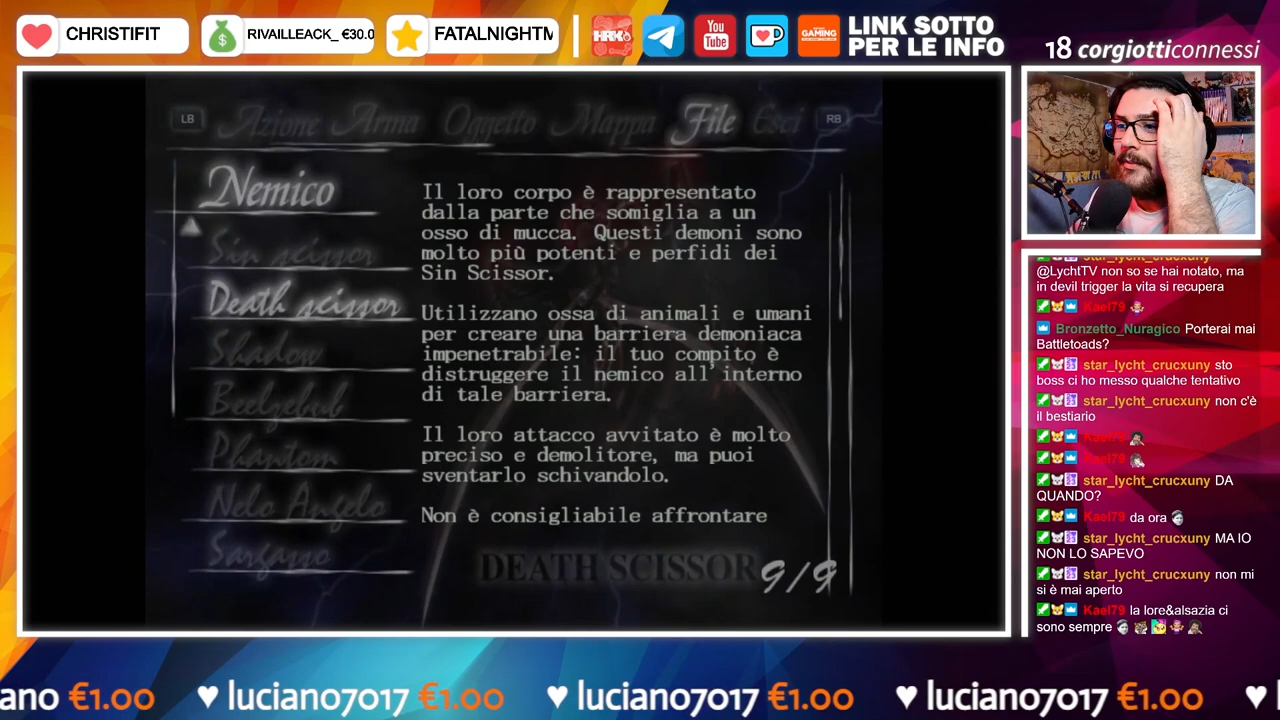 CHRISTIFIT
RIVAILLEACK_ €30.0
FATALNIGHTM
HRK
You
Tube
GAMING
LINK SOTTO
PER LE INFO
18 corgiotticonnessi
LB
Azione
Arma
Oggetto
Mappa
File
Esci
RB
Nemico
Sin scissor
Death scissor
Shadow
Beelzebub
Phantom
Nelo Angelo
Sargasso
Il loro corpo è rappresentato
dalla parte che somiglia a un
osso di mucca. Questi demoni sono
molto più potenti e perfidi dei
Sin Scissor.
Utilizzano ossa di animali e umani
per creare una barriera demoniaca
impenetrabile: il tuo compito è
distruggere il nemico all'interno
di tale barriera.
Il loro attacco avvitato è molto
preciso e demolitore, ma puoi
sventarlo schivandolo.
Non è consigliabile affrontare
DEATH SCISSOR
9/9
star_lycht_crucxuny
@LychtTV non so se hai notato, ma
in devil trigger la vita si recupera
Kael79
Bronzetto_Nuragico Porterai mai
Battletoads?
star_lycht_crucxuny sto
boss ci ho messo qualche tentativo
star_lycht_crucxuny non c'è
il bestiario
Kael79
Kael79
star_lycht_crucxuny DA
QUANDO?
Kael79 da ora
star_lycht_crucxuny MA IO
NON LO SAPEVO
star_lycht_crucxuny non mi
si è mai aperto
Kael79 la lore&alsazia ci
sono sempre
ano €1.00 ♥ luciano7017 €1.00 ♥ luciano7017 €1.00 ♥ luciano7017 €1.00 ♥